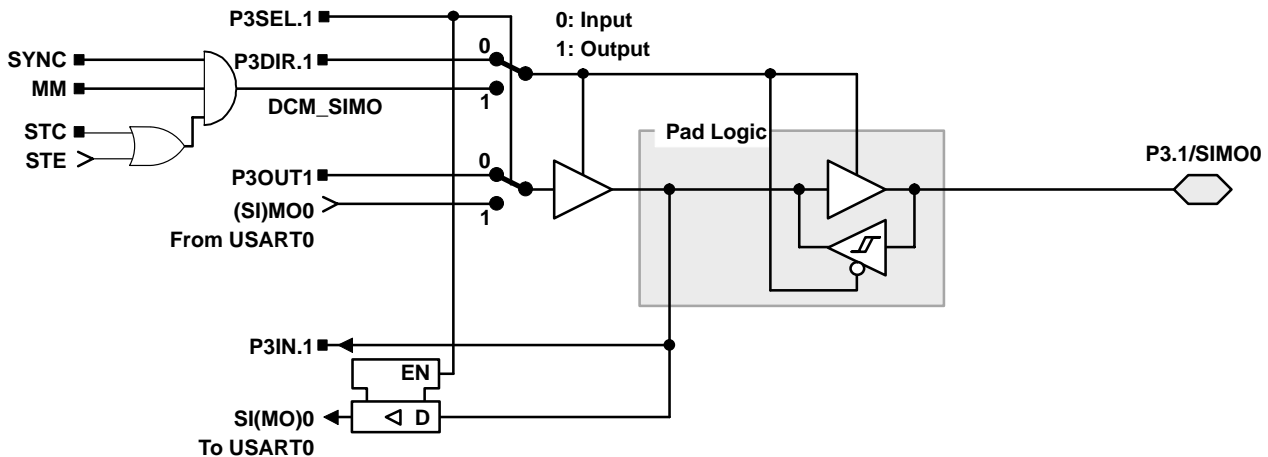 P3SEL.1
0: Input
1: Output
SYNC
P3DIR.1
0
MM
1
DCM_SIMO
STC
STE
Pad Logic
P3.1/SIMO0
P3OUT1
0
(SI)MO0
1
From USART0
P3IN.1
EN
SI(MO)0
D
To USART0